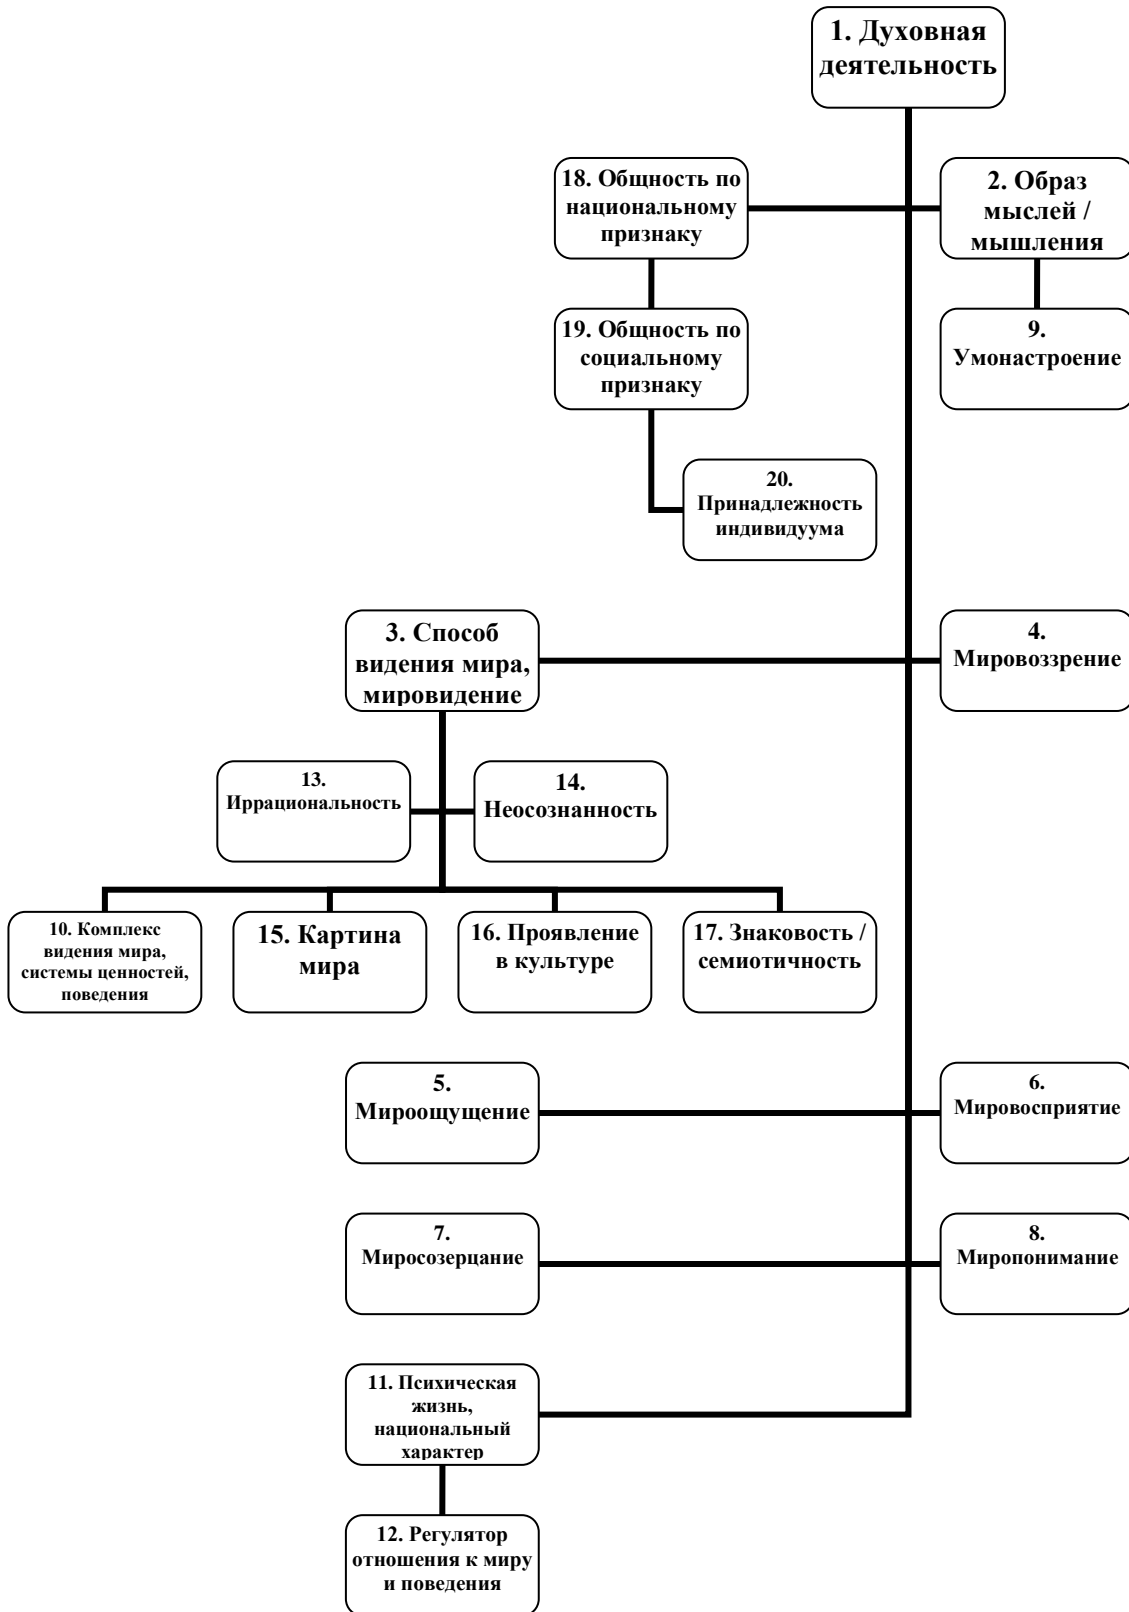 1. Духовная
деятельность
18. Общность по
национальному
признаку
2. Образ
мыслей /
мышления
19. Общность по
социальному
признаку
9.
Умонастроение
20.
Принадлежность
индивидуума
3. Способ
видения мира,
мировидение
4.
Мировоззрение
13.
Иррациональность
14.
Неосознанность
10. Комплекс
видения мира,
системы ценностей,
поведения
15. Картина
мира
16. Проявление
в культуре
17. Знаковость /
семиотичность
5.
Мироощущение
6.
Мировосприятие
7.
Миросозерцание
8.
Миропонимание
11. Психическая
жизнь,
национальный
характер
12. Регулятор
отношения к миру
и поведения